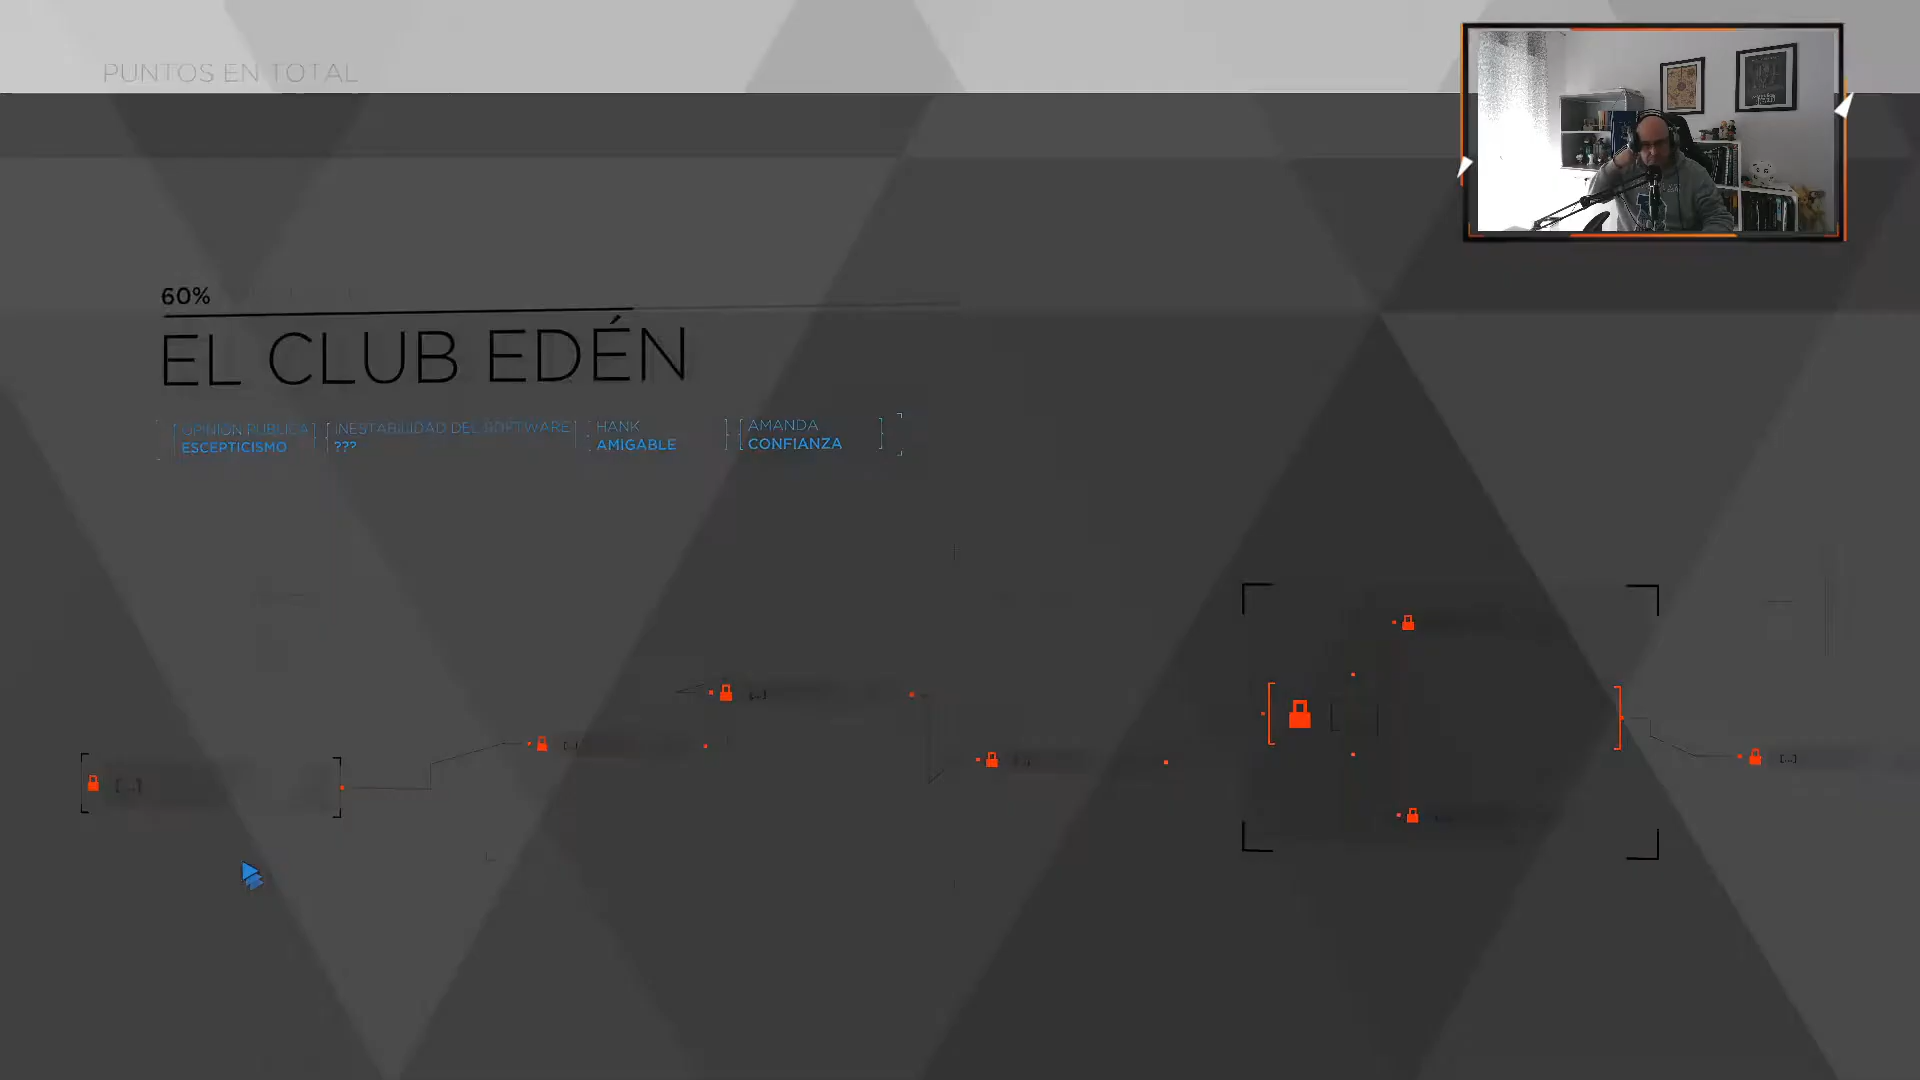 PUNTOS EN TOTAL
60%
EL CLUB EDÉN
OPINIÓN PÚBLICA
ESCEPTICISMO
INESTABILIDAD DEL SOFTWARE
???
HANK
AMIGABLE
AMANDA
CONFIANZA
[...]
[...]
[...]
[...]